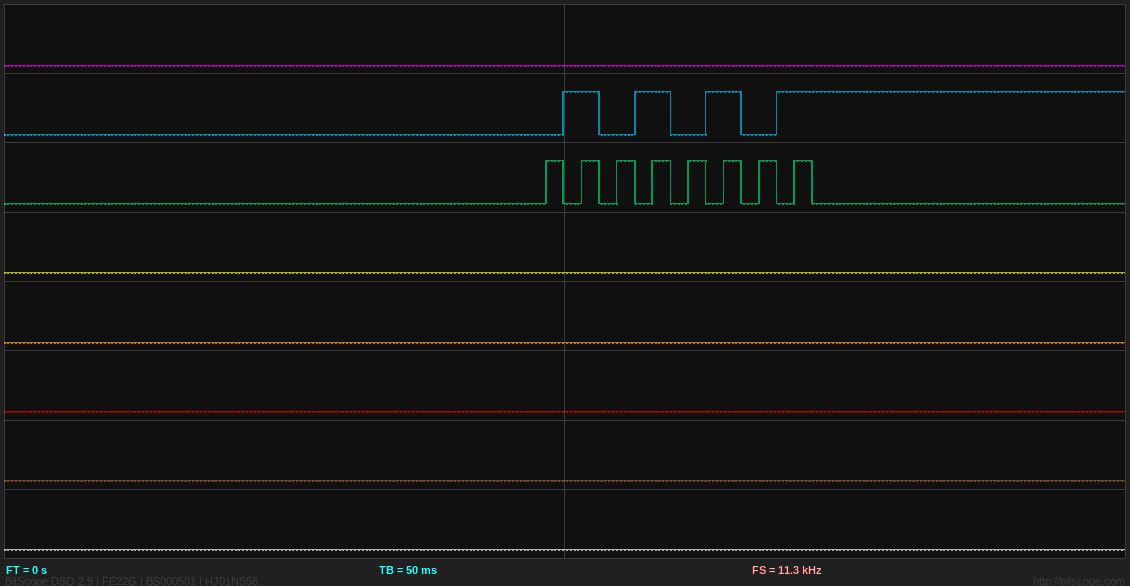 FT = 0 s TB = 50 ms FS = 11.3 kHz
BitScope DSO 2.9 | FE22G | BS000501 | HJ01NS58 http://bitscope.com